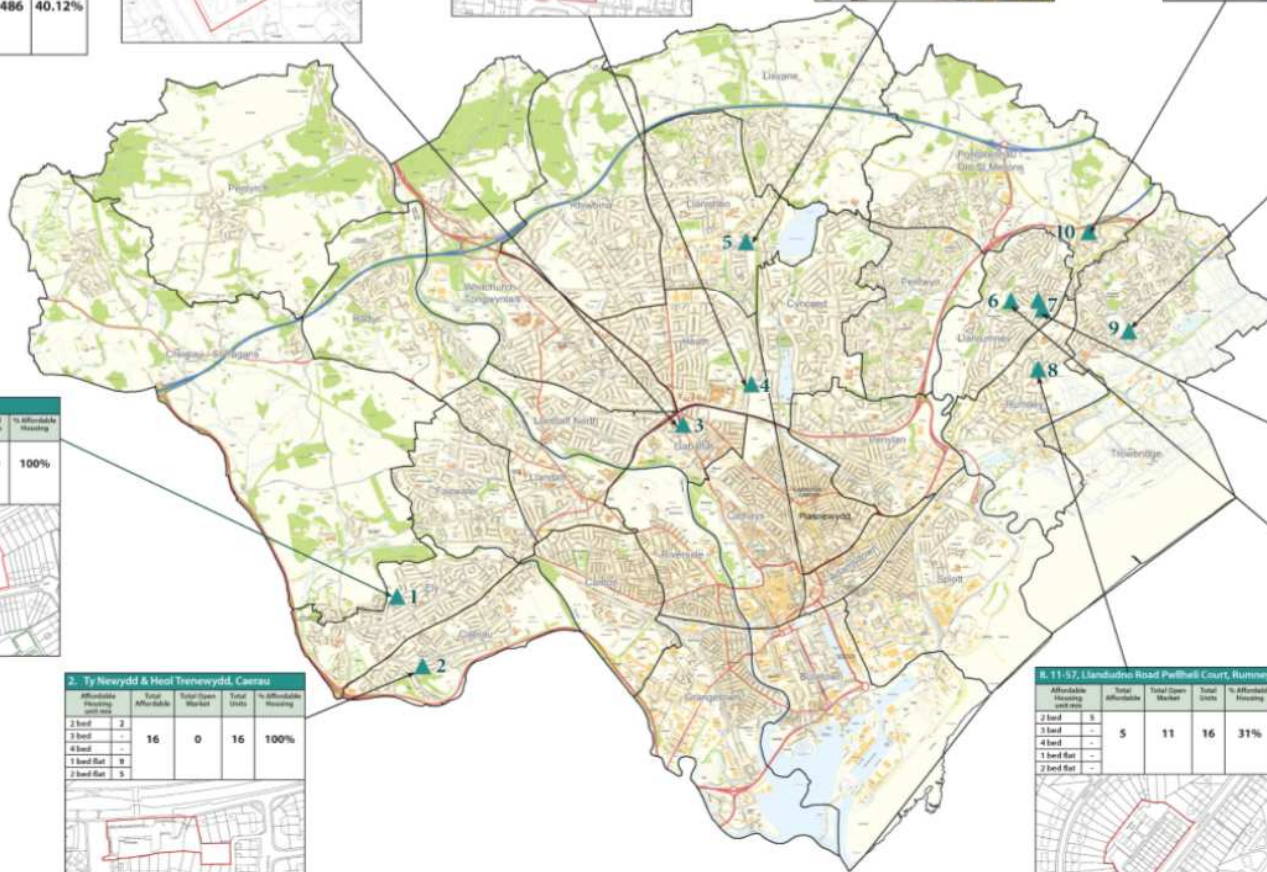 486 40.12%
Lisvane
Pentyrch
Rhiwbina
Llanishen
Pontprennau
Old St Mellons
5
10
Whitchurch
Tongwynlais
Radyr
Cyncoed
Pentwyn
6
7
Creigiau - St Fagans
Heath
Llanrumney
9
4
8
Rumney
% Affordable
Housing
100%
Llandaff North
3
Gabalfa
Penylan
Trowbridge
Fairwater
Llandaff
Cathays
Plasnewydd
Riverside
Adamsdown
Splott
Canton
1
Ely
2
Caerau
Grangetown
Butetown
2. Ty Newydd & Heol Trenewydd, Caerau
Affordable Housing unit mix
Total Affordable
Total Open Market
Total Units
% Affordable Housing
2 bed 2
3 bed -
4 bed -
1 bed flat 9
2 bed flat 5
16 0 16 100%
8. 11-57, Llandudno Road Pwllheli Court, Rumney
Affordable Housing unit mix
Total Affordable
Total Open Market
Total Units
% Affordable Housing
2 bed 5
3 bed -
4 bed -
1 bed flat -
2 bed flat -
5 11 16 31%